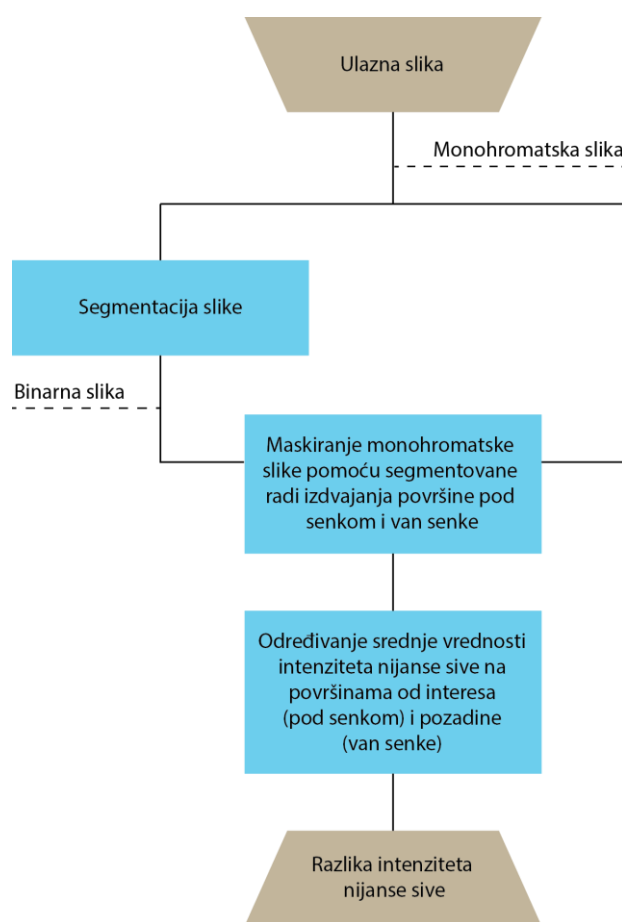 Ulazna slika
Monohromatska slika
Segmentacija slike
Binarna slika
Maskiranje monohromatske
slike pomoću segmentovane
radi izdvajanja površine pod
senkom i van senke
Određivanje srednje vrednosti
intenziteta nijanse sive na
površinama od interesa
(pod senkom) i pozadine
(van senke)
Razlika intenziteta
nijanse sive